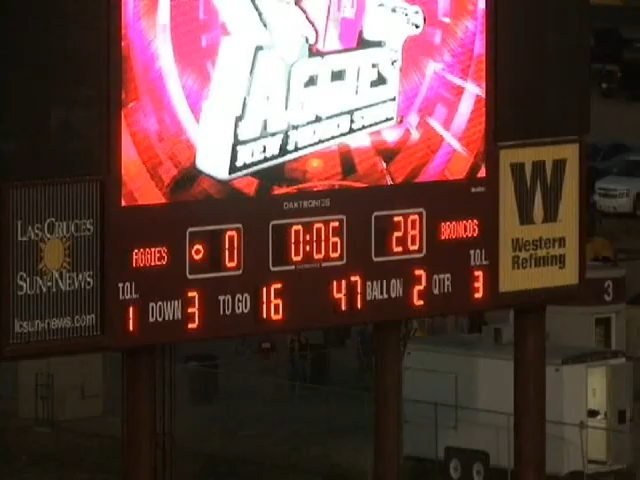 AGGIES
NEW MEXICO STATE
DAKTRONICS
LAS CRUCES
SUN-NEWS
lcsun-news.com
AGGIES 0 0:06 28 BRONCOS
T.O.L. T.O.L.
1 DOWN 3 TO GO 16 47 BALL ON 2 QTR 3
W
Western
Refining
3